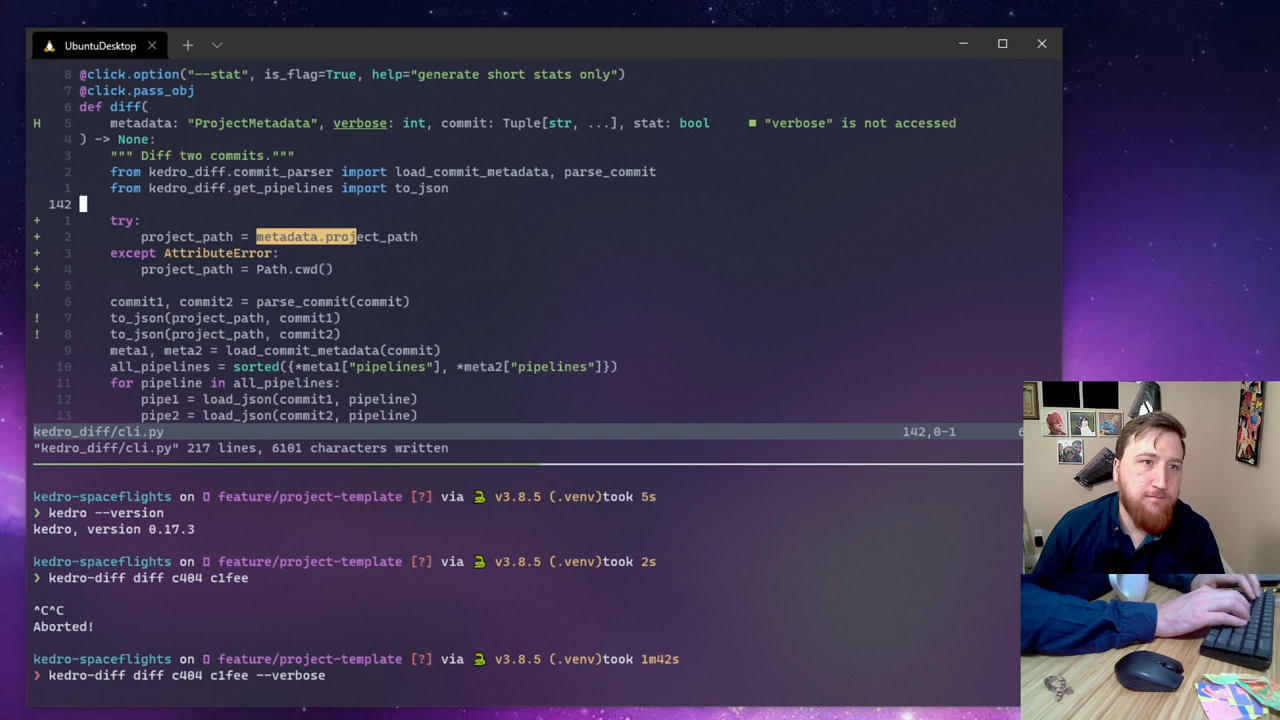 UbuntuDesktop
8 @click.option("--stat", is_flag=True, help="generate short stats only")
7 @click.pass_obj
6 def diff(
H 5 metadata: "ProjectMetadata", verbose: int, commit: Tuple[str, ...], stat: bool ■ "verbose" is not accessed
4 ) -> None:
3 """ Diff two commits."""
2 from kedro_diff.commit_parser import load_commit_metadata, parse_commit
1 from kedro_diff.get_pipelines import to_json
142
+ 1 try:
+ 2 project_path = metadata.project_path
+ 3 except AttributeError:
+ 4 project_path = Path.cwd()
+ 5
6 commit1, commit2 = parse_commit(commit)
! 7 to_json(project_path, commit1)
! 8 to_json(project_path, commit2)
9 meta1, meta2 = load_commit_metadata(commit)
10 all_pipelines = sorted({*meta1["pipelines"], *meta2["pipelines"]})
11 for pipeline in all_pipelines:
12 pipe1 = load_json(commit1, pipeline)
13 pipe2 = load_json(commit2, pipeline)
kedro_diff/cli.py 142,0-1 6
"kedro_diff/cli.py" 217 lines, 6101 characters written
kedro-spaceflights on feature/project-template [?] via v3.8.5 (.venv)took 5s
❯ kedro --version
kedro, version 0.17.3
kedro-spaceflights on feature/project-template [?] via v3.8.5 (.venv)took 2s
❯ kedro-diff diff c404 c1fee
^C^C
Aborted!
kedro-spaceflights on feature/project-template [?] via v3.8.5 (.venv)took 1m42s
❯ kedro-diff diff c404 c1fee --verbose